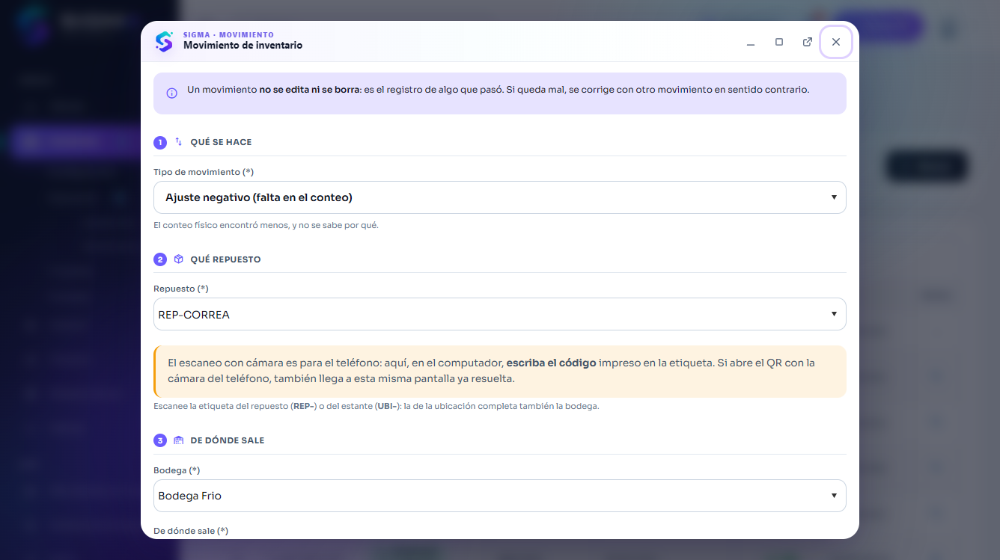 SIGMA · MOVIMIENTO
Movimiento de inventario
Un movimiento no se edita ni se borra: es el registro de algo que pasó. Si queda mal, se corrige con otro movimiento en sentido contrario.
1 QUÉ SE HACE
Tipo de movimiento (*)
Ajuste negativo (falta en el conteo)
El conteo físico encontró menos, y no se sabe por qué.
2 QUÉ REPUESTO
Repuesto (*)
REP-CORREA
El escaneo con cámara es para el teléfono: aquí, en el computador, escriba el código impreso en la etiqueta. Si abre el QR con la
cámara del teléfono, también llega a esta misma pantalla ya resuelta.
Escanee la etiqueta del repuesto (REP-) o del estante (UBI-): la de la ubicación completa también la bodega.
3 DE DÓNDE SALE
Bodega (*)
Bodega Frio
De dónde sale (*)